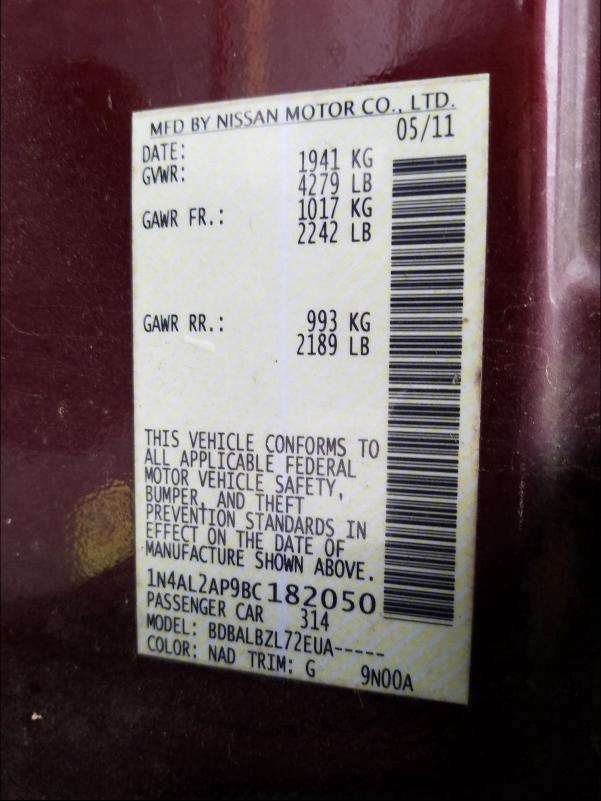 MFD BY NISSAN MOTOR CO., LTD.
DATE: 05/11
GVWR: 1941 KG
4279 LB
GAWR FR.: 1017 KG
2242 LB
GAWR RR.: 993 KG
2189 LB
THIS VEHICLE CONFORMS TO
ALL APPLICABLE FEDERAL
MOTOR VEHICLE SAFETY,
BUMPER, AND THEFT
PREVENTION STANDARDS IN
EFFECT ON THE DATE OF
MANUFACTURE SHOWN ABOVE.
1N4AL2AP9BC182050
PASSENGER CAR 314
MODEL: BDBALBZL72EUA-----
COLOR: NAD TRIM: G 9N00A